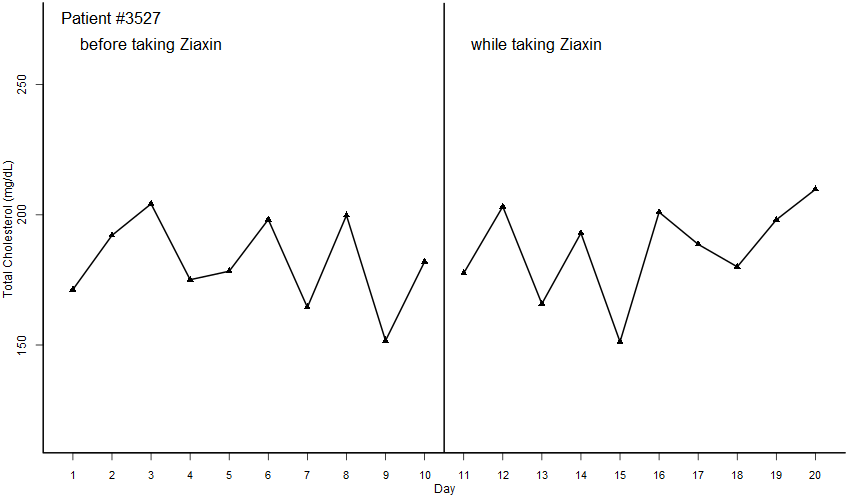 Patient #3527
before taking Ziaxin
while taking Ziaxin
Total Cholesterol (mg/dL)
250
200
150
1 2 3 4 5 6 7 8 9 10 11 12 13 14 15 16 17 18 19 20
Day